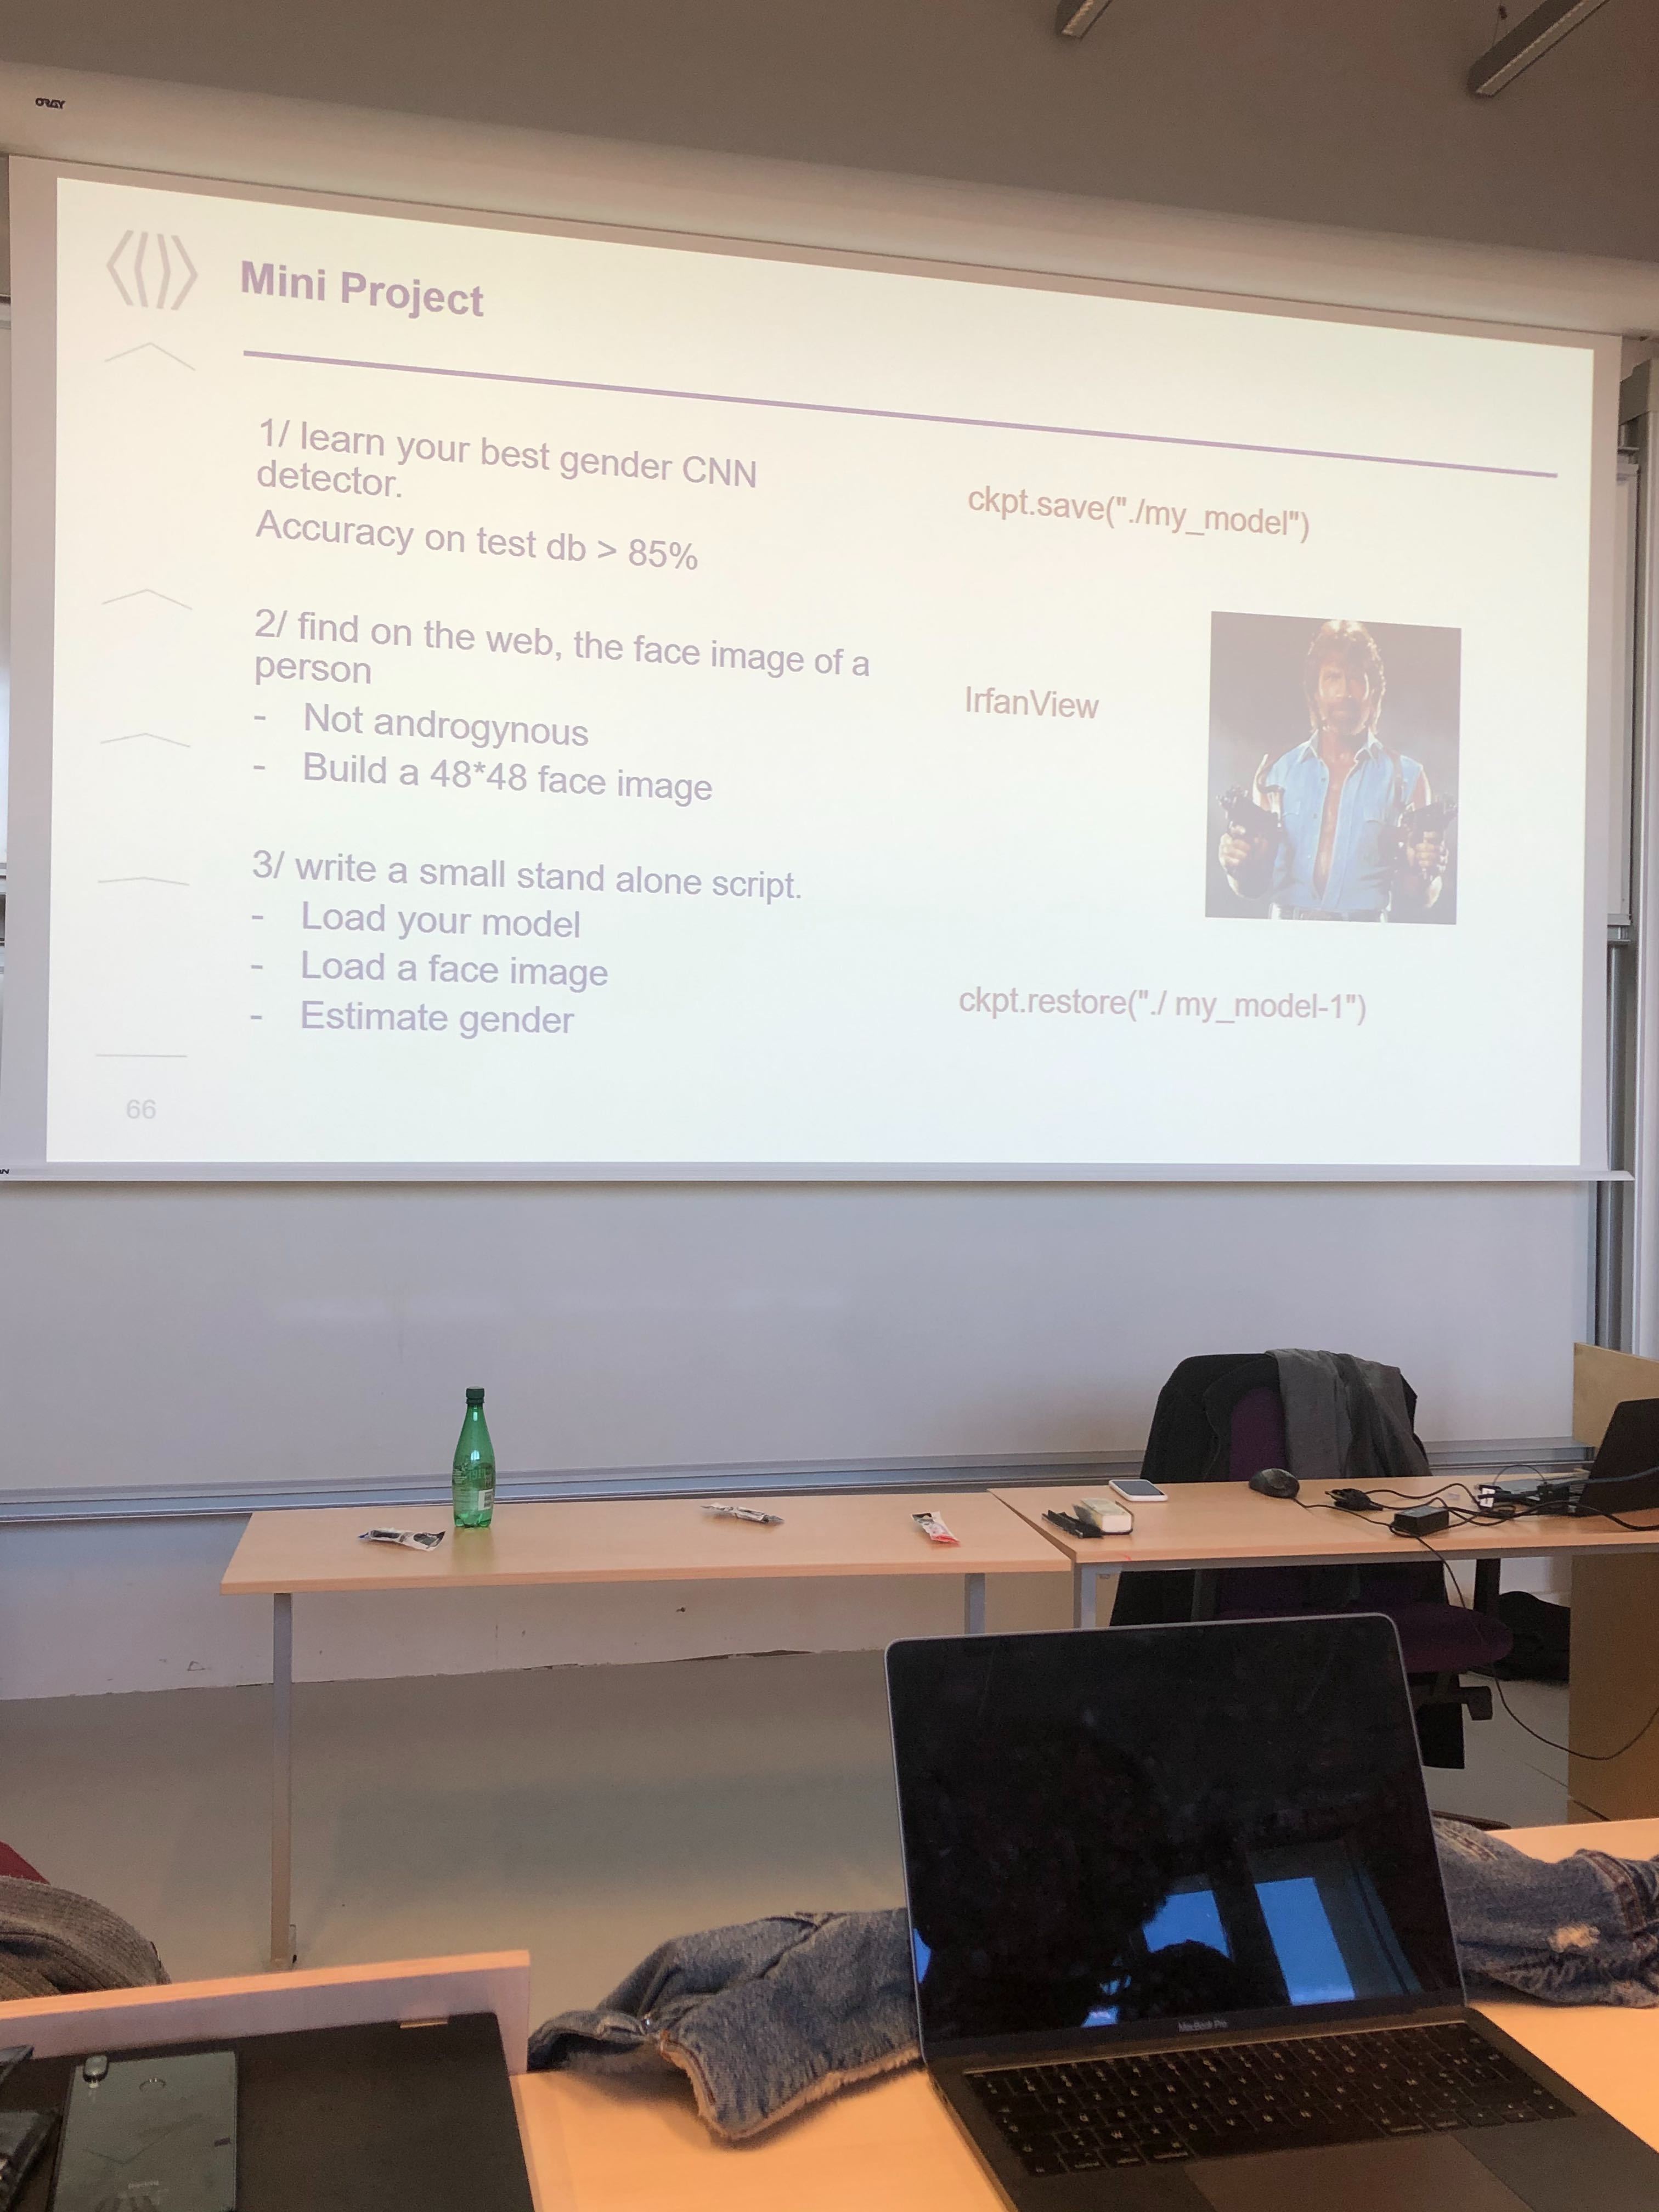 ORAY
Mini Project
1/ learn your best gender CNN
detector.
Accuracy on test db > 85%
ckpt.save("./my_model")
2/ find on the web, the face image of a
person
- Not androgynous
- Build a 48*48 face image
IrfanView
3/ write a small stand alone script.
- Load your model
- Load a face image
- Estimate gender
ckpt.restore("./ my_model-1")
66
MacBook Pro